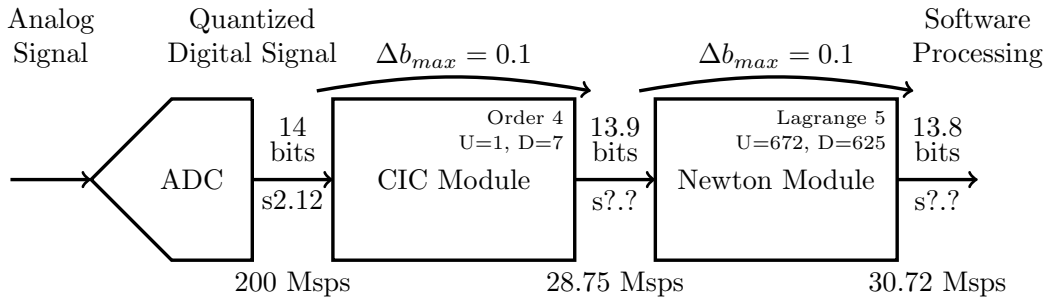 Analog
Signal
Quantized
Digital Signal
Δb_max = 0.1
Δb_max = 0.1
Software
Processing
ADC
14
bits
s2.12
Order 4
U=1, D=7
CIC Module
13.9
bits
s?.?
Lagrange 5
U=672, D=625
Newton Module
13.8
bits
s?.?
200 Msps
28.75 Msps
30.72 Msps